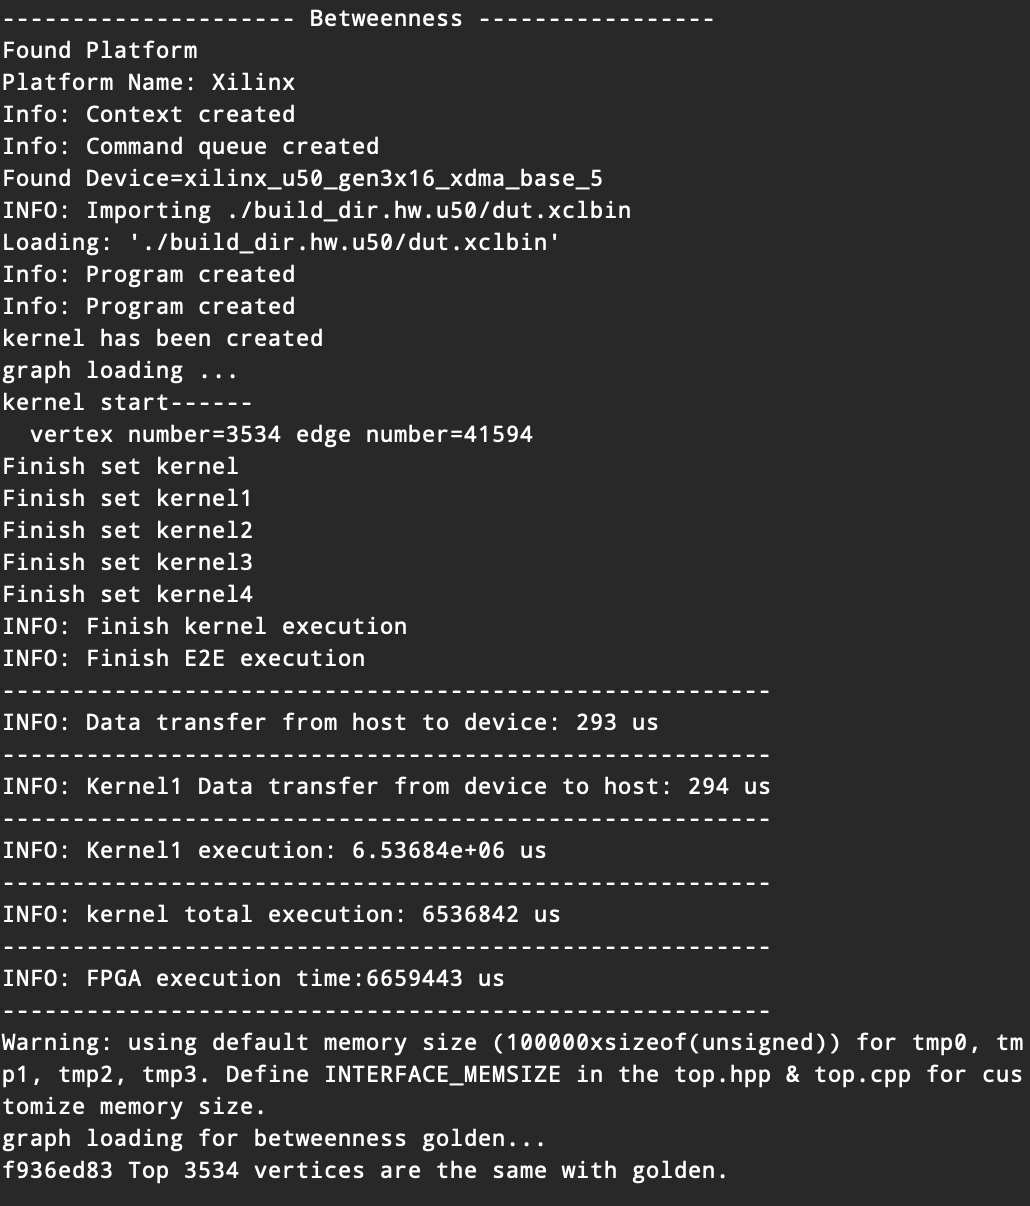 --------------------- Betweenness -----------------
Found Platform
Platform Name: Xilinx
Info: Context created
Info: Command queue created
Found Device=xilinx_u50_gen3x16_xdma_base_5
INFO: Importing ./build_dir.hw.u50/dut.xclbin
Loading: './build_dir.hw.u50/dut.xclbin'
Info: Program created
Info: Program created
kernel has been created
graph loading ...
kernel start------
  vertex number=3534 edge number=41594
Finish set kernel
Finish set kernel1
Finish set kernel2
Finish set kernel3
Finish set kernel4
INFO: Finish kernel execution
INFO: Finish E2E execution
-------------------------------------------------------
INFO: Data transfer from host to device: 293 us
-------------------------------------------------------
INFO: Kernel1 Data transfer from device to host: 294 us
-------------------------------------------------------
INFO: Kernel1 execution: 6.53684e+06 us
-------------------------------------------------------
INFO: kernel total execution: 6536842 us
-------------------------------------------------------
INFO: FPGA execution time:6659443 us
-------------------------------------------------------
Warning: using default memory size (100000xsizeof(unsigned)) for tmp0, tm
p1, tmp2, tmp3. Define INTERFACE_MEMSIZE in the top.hpp & top.cpp for cus
tomize memory size.
graph loading for betweenness golden...
f936ed83 Top 3534 vertices are the same with golden.